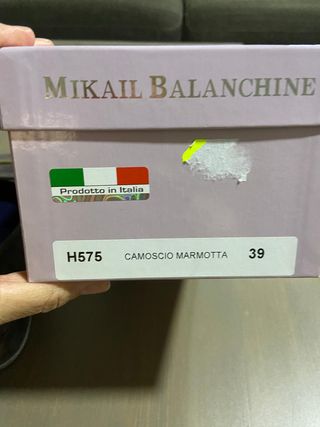 MIKAIL BALANCHINE
Prodotto in Italia
H575 CAMOSCIO MARMOTTA 39